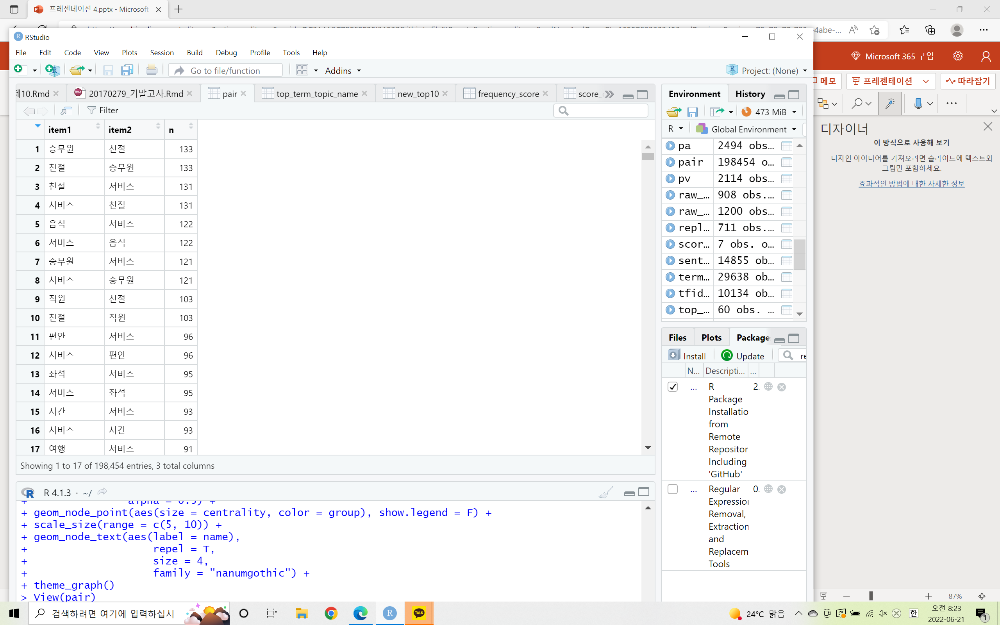 프레젠테이션 4.pptx - Microsoft
4abe-...
RStudio
File Edit Code View Plots Session Build Debug Profile Tools Help
Microsoft 365 구입
Go to file/function Addins Project: (None)
메모 프레젠테이션 따라잡기
10.Rmd 20170279_기말고사.Rmd pair top_term_topic_name new_top10 frequency_score score_
Environment History
Filter
473 MiB
R Global Environment
item1 item2 n
1 승무원 친절 133
2 친절 승무원 133
3 친절 서비스 131
4 서비스 친절 131
5 음식 서비스 122
6 서비스 음식 122
7 승무원 서비스 121
8 서비스 승무원 121
9 직원 친절 103
10 친절 직원 103
11 편안 서비스 96
12 서비스 편안 96
13 좌석 서비스 95
14 서비스 좌석 95
15 시간 서비스 93
16 서비스 시간 93
17 여행 서비스 91
Showing 1 to 17 of 198,454 entries, 3 total columns
pa 2494 obs...
pair 198454 o...
pv 2114 obs...
raw_... 908 obs....
raw_... 1200 obs...
repl... 711 obs....
scor... 7 obs. o...
sent... 14855 ob...
term... 29638 ob...
tfid... 10134 ob...
top_... 60 obs. ...
디자이너
이 방식으로 사용해 보기
디자인 아이디어를 가져오려면 슬라이드에 텍스트와
그림만 포함하세요.
효과적인 방법에 대한 자세한 정보
Files Plots Package
Install Update re
N... Descripti... ...
... R 2.
Package
Installatio
from
Remote
Repositor
Including
'GitHub'
... Regular 0.
Expression
Removal,
Extraction
and
Replacem
Tools
R 4.1.3 · ~/
+ alpha = 0.5) +
+ geom_node_point(aes(size = centrality, color = group), show.legend = F) +
+ scale_size(range = c(5, 10)) +
+ geom_node_text(aes(label = name),
+ repel = T,
+ size = 4,
+ family = "nanumgothic") +
+ theme_graph()
> View(pair)
87%
검색하려면 여기에 입력하십시
TALK
24°C 맑음
한
오전 8:23
2022-06-21
1